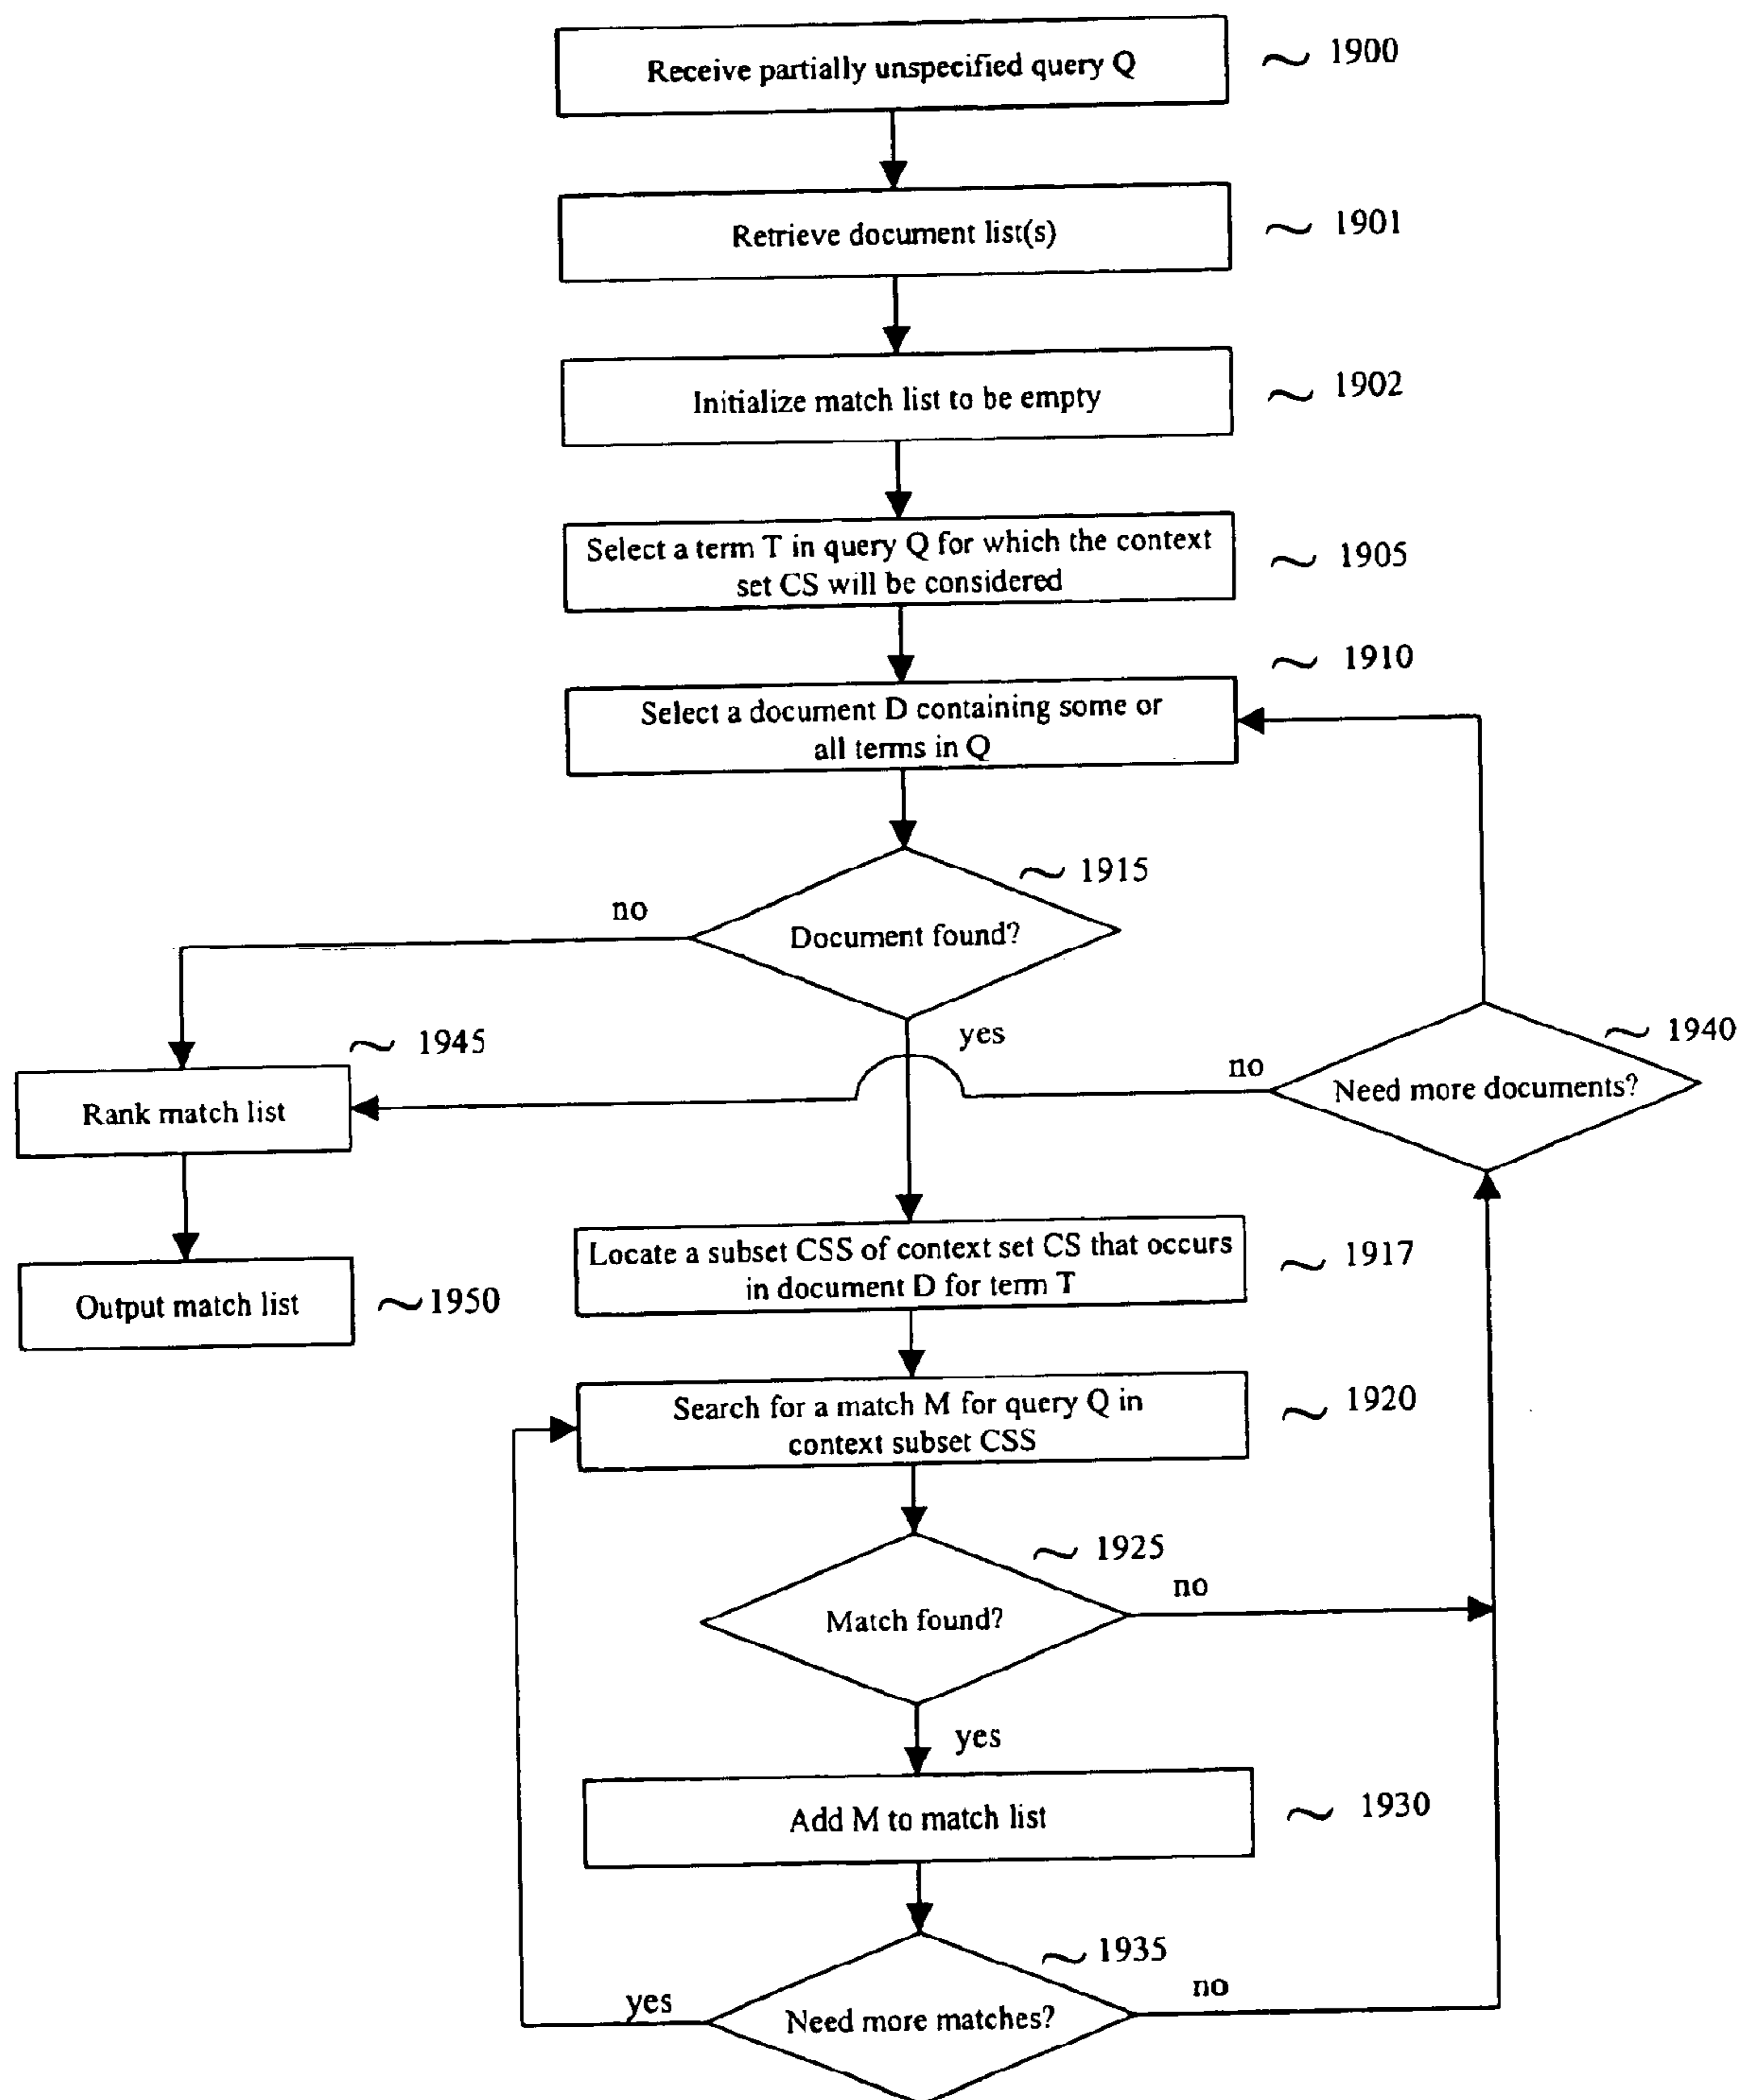 Receive partially unspecified query Q
~ 1900
Retrieve document list(s)
~ 1901
Initialize match list to be empty
~ 1902
Select a term T in query Q for which the context
set CS will be considered
~ 1905
~ 1910
Select a document D containing some or
all terms in Q
~ 1915
no
Document found?
yes
~ 1945
~ 1940
no
Need more documents?
Rank match list
Locate a subset CSS of context set CS that occurs
in document D for term T
~ 1917
Output match list
~1950
Search for a match M for query Q in
context subset CSS
~ 1920
~ 1925
no
Match found?
yes
Add M to match list
~ 1930
~ 1935
yes
no
Need more matches?